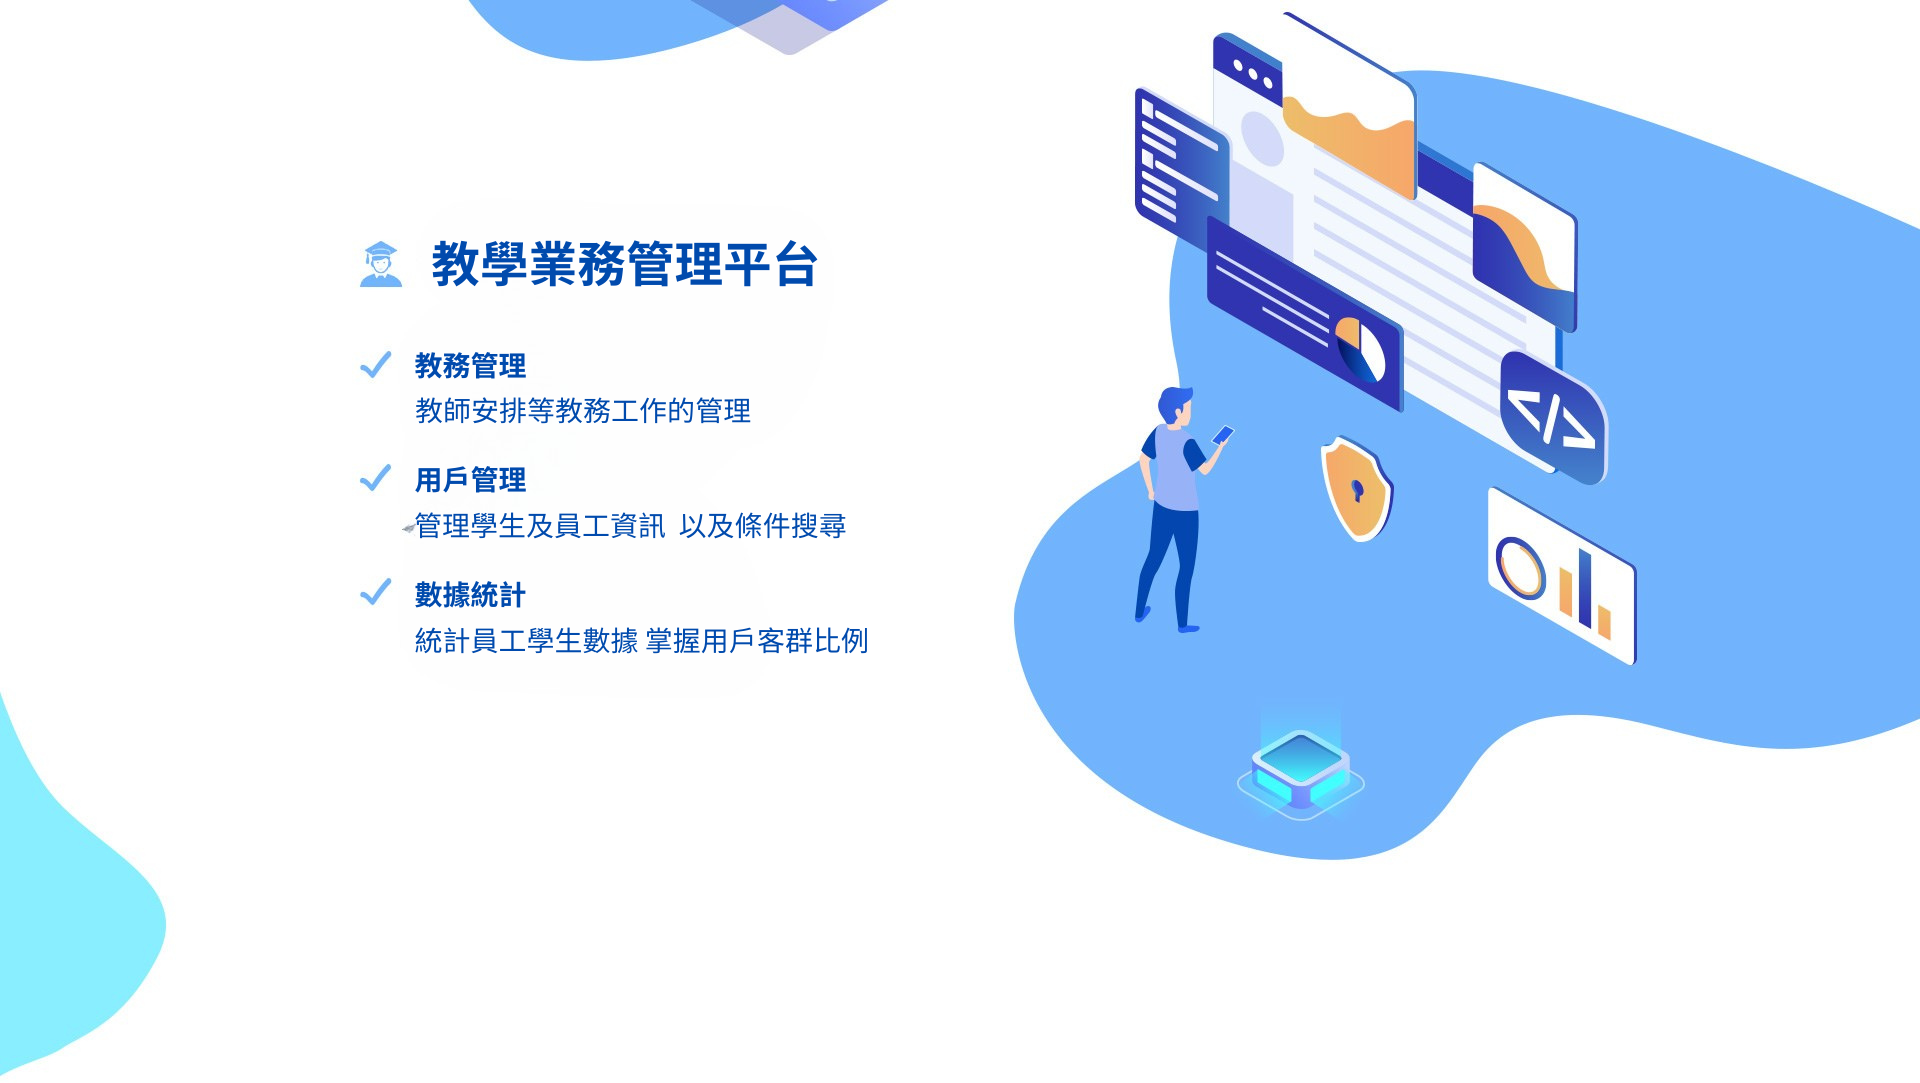 教學業務管理平台
教務管理
教師安排等教務工作的管理
用戶管理
管理學生及員工資訊 以及條件搜尋
數據統計
統計員工學生數據 掌握用戶客群比例
</>